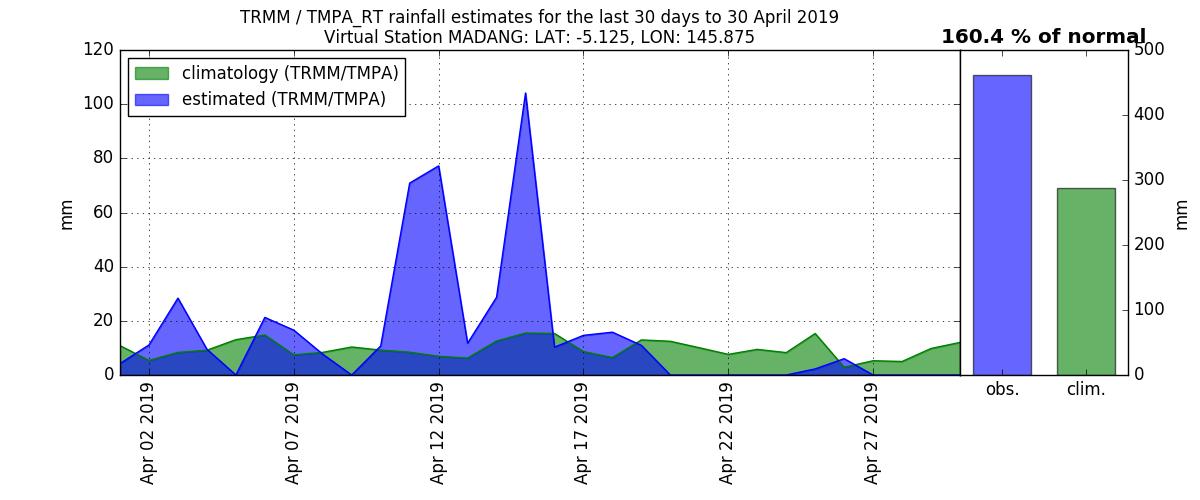 TRMM / TMPA_RT rainfall estimates for the last 30 days to 30 April 2019
Virtual Station MADANG: LAT: -5.125, LON: 145.875
160.4 % of normal
climatology (TRMM/TMPA)
estimated (TRMM/TMPA)
mm
120
100
80
60
40
20
0
Apr 02 2019
Apr 07 2019
Apr 12 2019
Apr 17 2019
Apr 22 2019
Apr 27 2019
500
400
300
200
100
0
mm
obs.
clim.